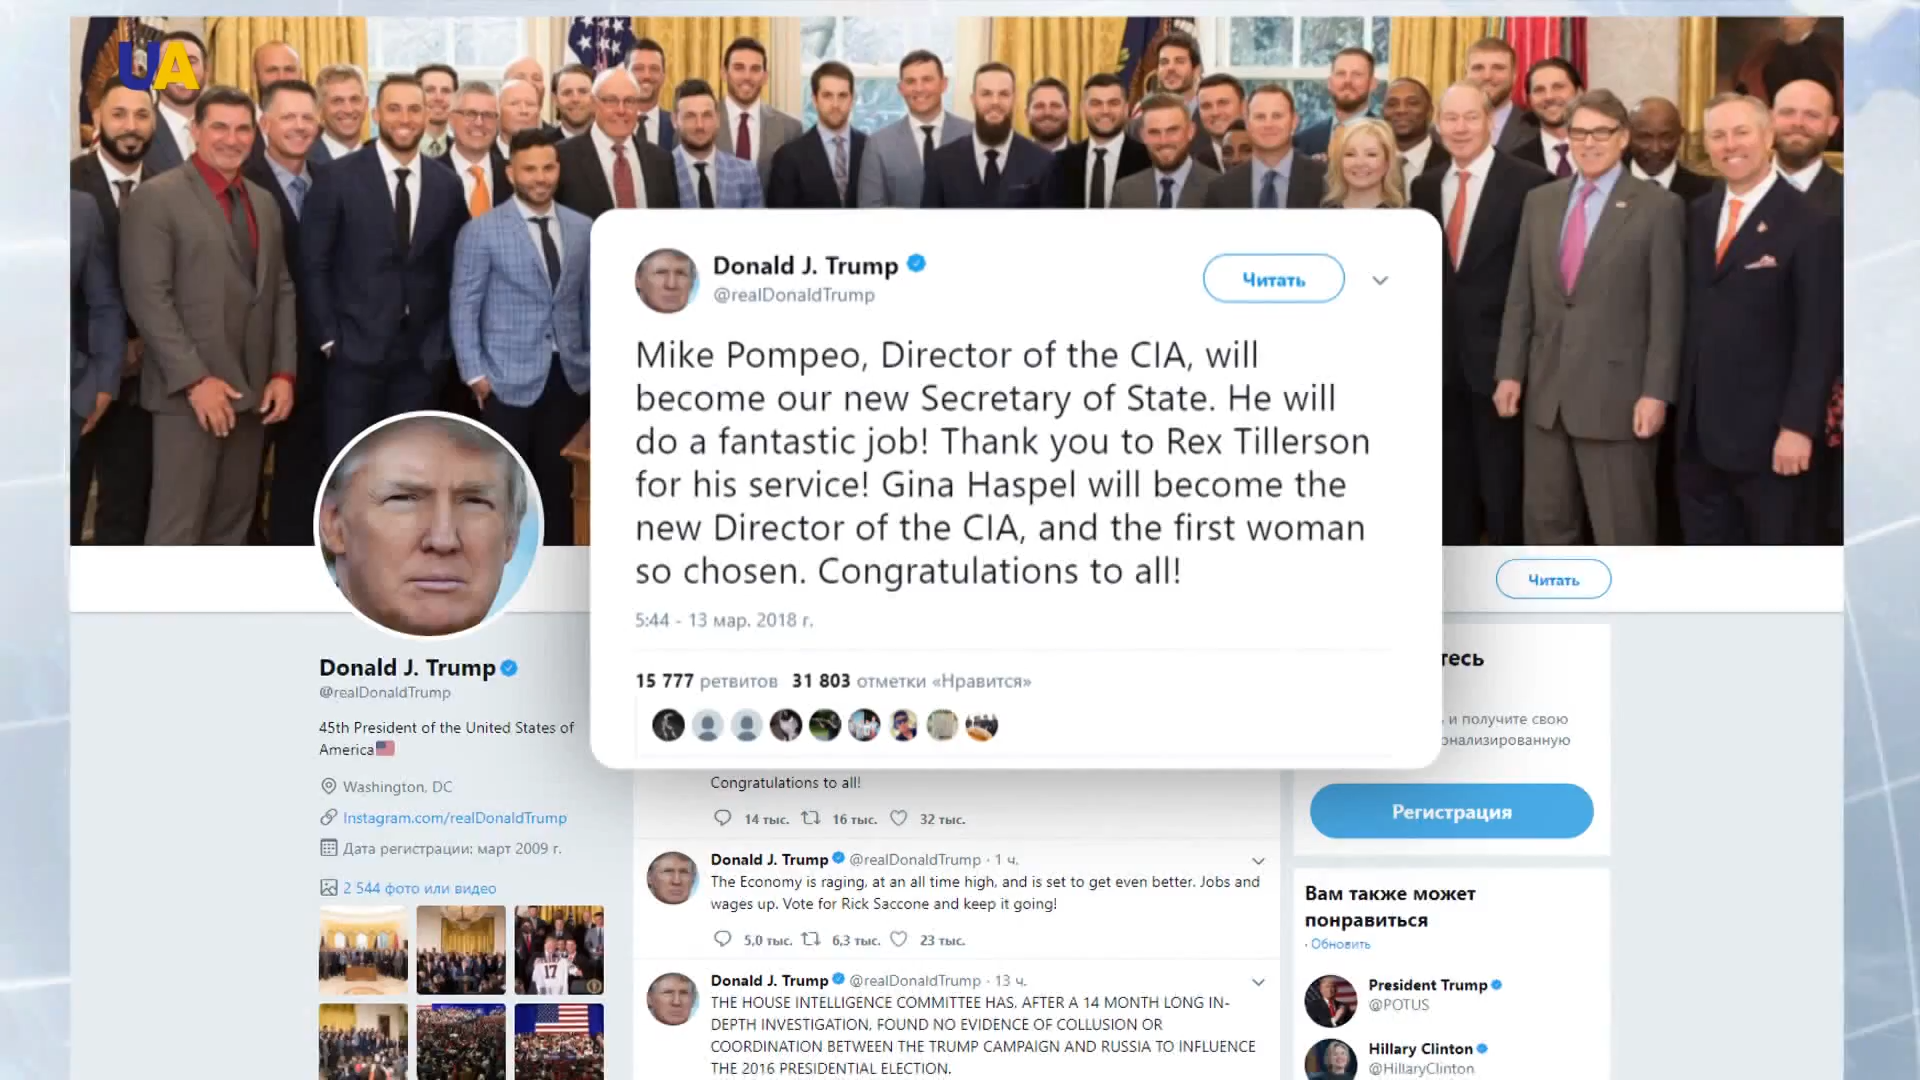 UA
Donald J. Trump
@realDonaldTrump
Читать
Mike Pompeo, Director of the CIA, will
become our new Secretary of State. He will
do a fantastic job! Thank you to Rex Tillerson
for his service! Gina Haspel will become the
new Director of the CIA, and the first woman
so chosen. Congratulations to all!
5:44 - 13 мар. 2018 г.
15 777 ретвитов 31 803 отметки «Нравится»
Читать
Donald J. Trump
@realDonaldTrump
45th President of the United States of
America
Washington, DC
Instagram.com/realDonaldTrump
Дата регистрации: март 2009 г.
2 544 фото или видео
17
Congratulations to all!
14 тыс. 16 тыс. 32 тыс.
Donald J. Trump @realDonaldTrump · 1 ч.
The Economy is raging, at an all time high, and is set to get even better. Jobs and
wages up. Vote for Rick Saccone and keep it going!
5,0 тыс. 6,3 тыс. 23 тыс.
Donald J. Trump @realDonaldTrump · 13 ч.
THE HOUSE INTELLIGENCE COMMITTEE HAS, AFTER A 14 MONTH LONG IN-
DEPTH INVESTIGATION, FOUND NO EVIDENCE OF COLLUSION OR
COORDINATION BETWEEN THE TRUMP CAMPAIGN AND RUSSIA TO INFLUENCE
THE 2016 PRESIDENTIAL ELECTION.
тесь
и получите свою
онализированную
Регистрация
Вам также может
понравиться
· Обновить
President Trump
@POTUS
Hillary Clinton
@HillaryClinton